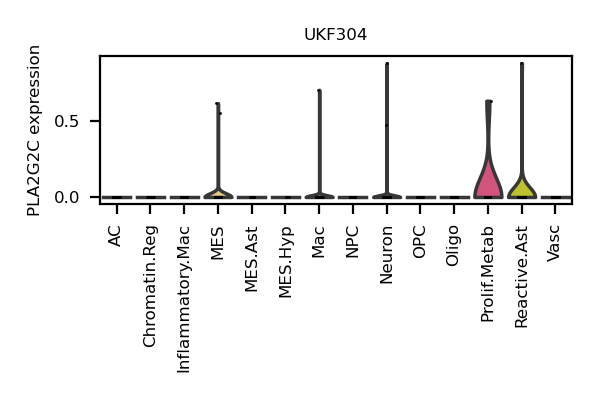 UKF304
PLA2G2C expression
0.5
0.0
AC
Chromatin.Reg
Inflammatory.Mac
MES
MES.Ast
MES.Hyp
Mac
NPC
Neuron
OPC
Oligo
Prolif.Metab
Reactive.Ast
Vasc